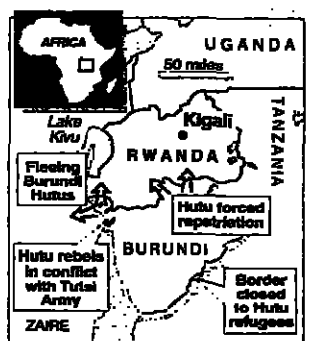 AFRICA
UGANDA
50 miles
Lake
Kivu
Kigali
RWANDA
TANZANIA
Fleeing
Burundi
Hutus
Hutu forced
repatriation
BURUNDI
Hutu rebels
in conflict
with Tutsi
Army
Border
closed
to Hutu
refugees
ZAIRE